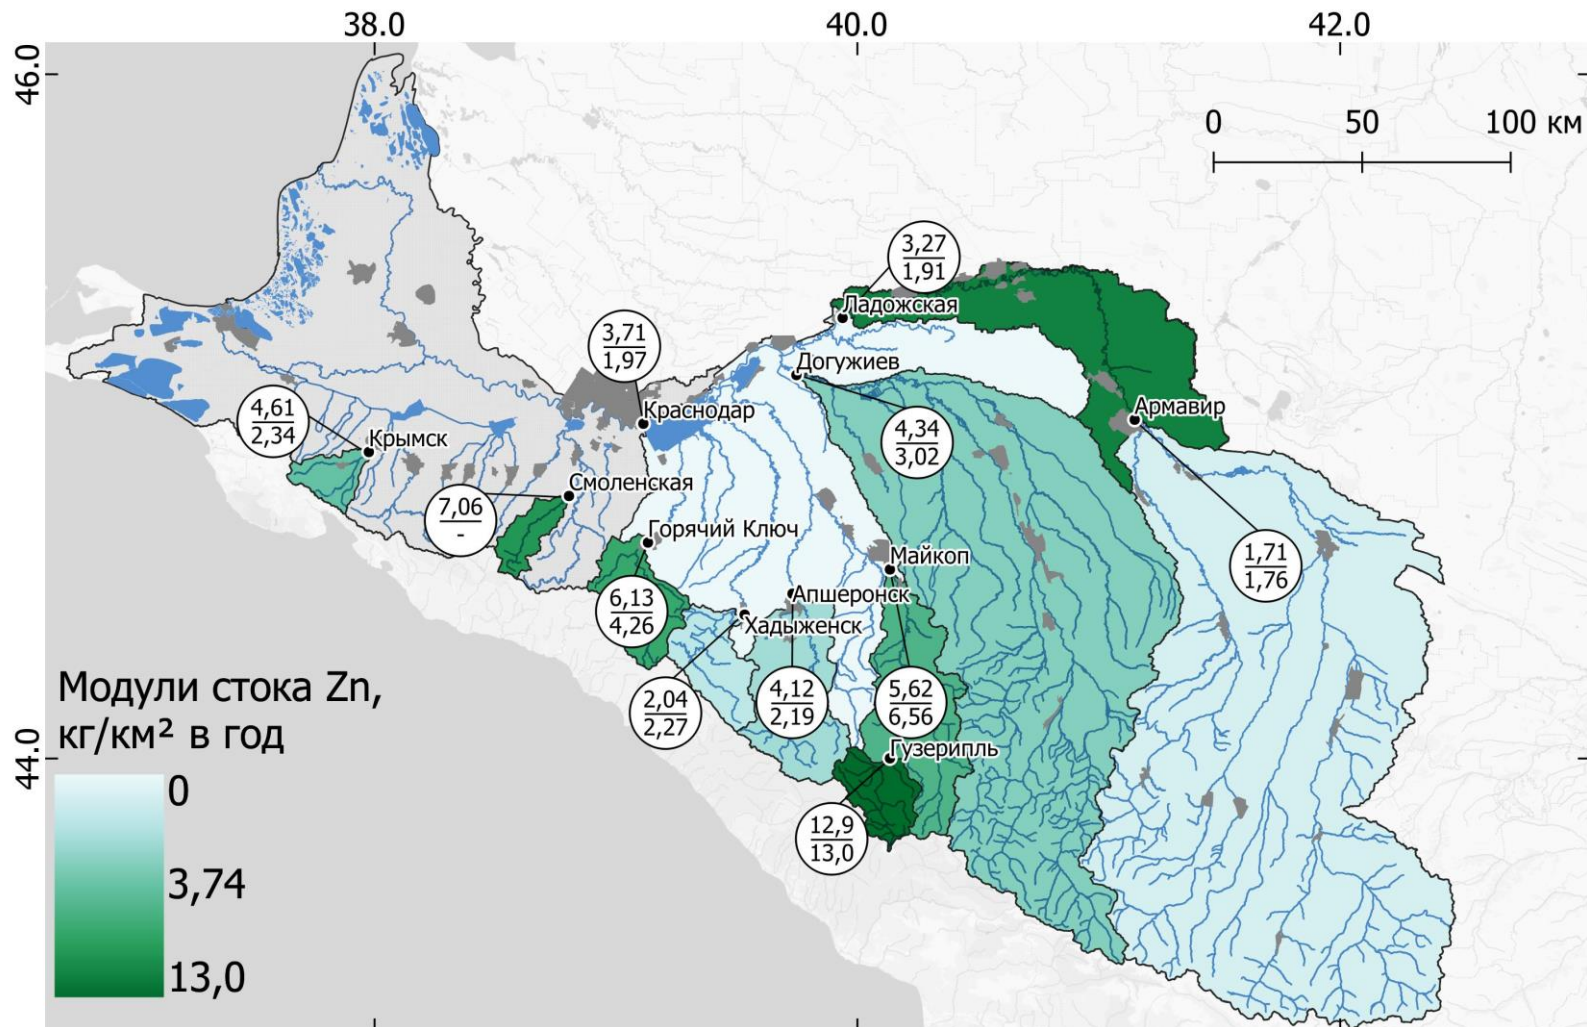 38.0
40.0
42.0
46.0
0
50
100 км
3,27
1,91
Ладожская
3,71
1,97
Догужиев
Краснодар
Армавир
4,61
2,34
Крымск
4,34
3,02
Смоленская
7,06
-
Горячий Ключ
Майкоп
1,71
1,76
Апшеронск
6,13
4,26
Хадыженск
Модули стока Zn,
кг/км² в год
2,04
2,27
4,12
2,19
5,62
6,56
Гузерипль
44.0
0
3,74
13,0
12,9
13,0